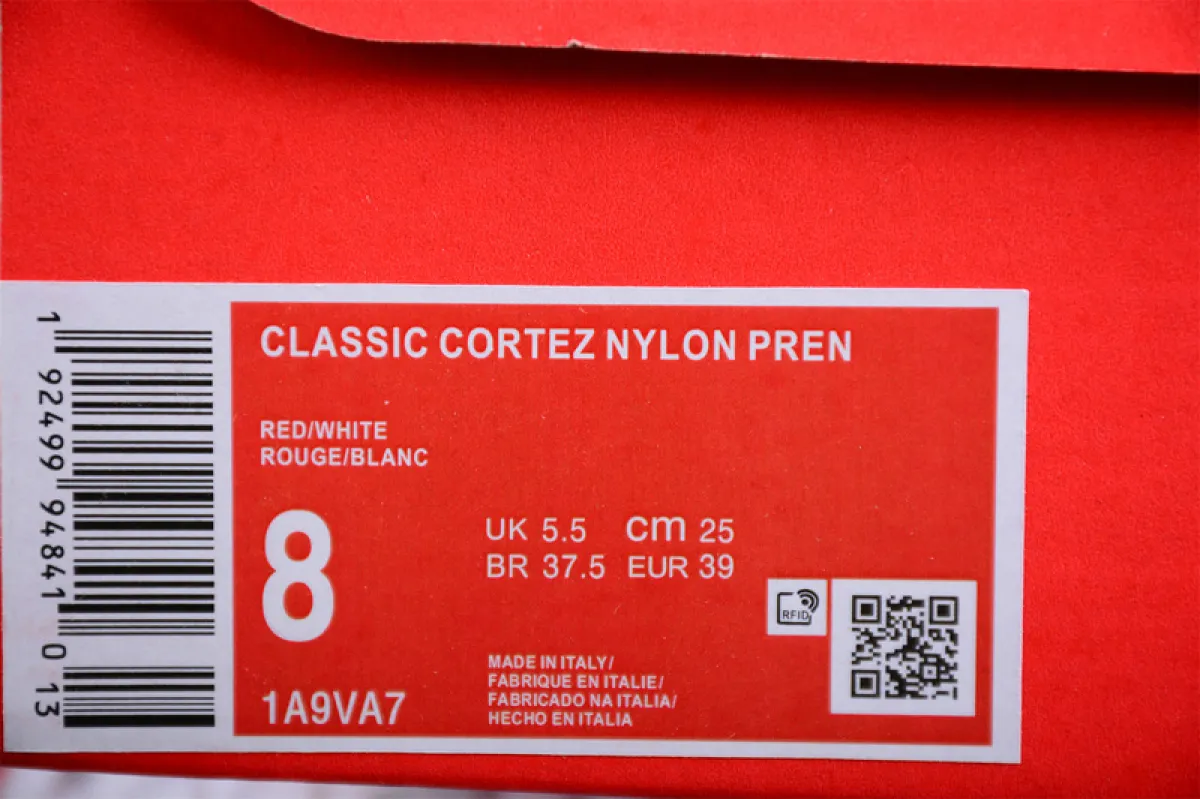 1
92499
94841
0
13
CLASSIC CORTEZ NYLON PREN
RED/WHITE
ROUGE/BLANC
8
UK 5.5 cm 25
BR 37.5 EUR 39
RFID
MADE IN ITALY/
FABRIQUE EN ITALIE/
FABRICADO NA ITALIA/
HECHO EN ITALIA
1A9VA7